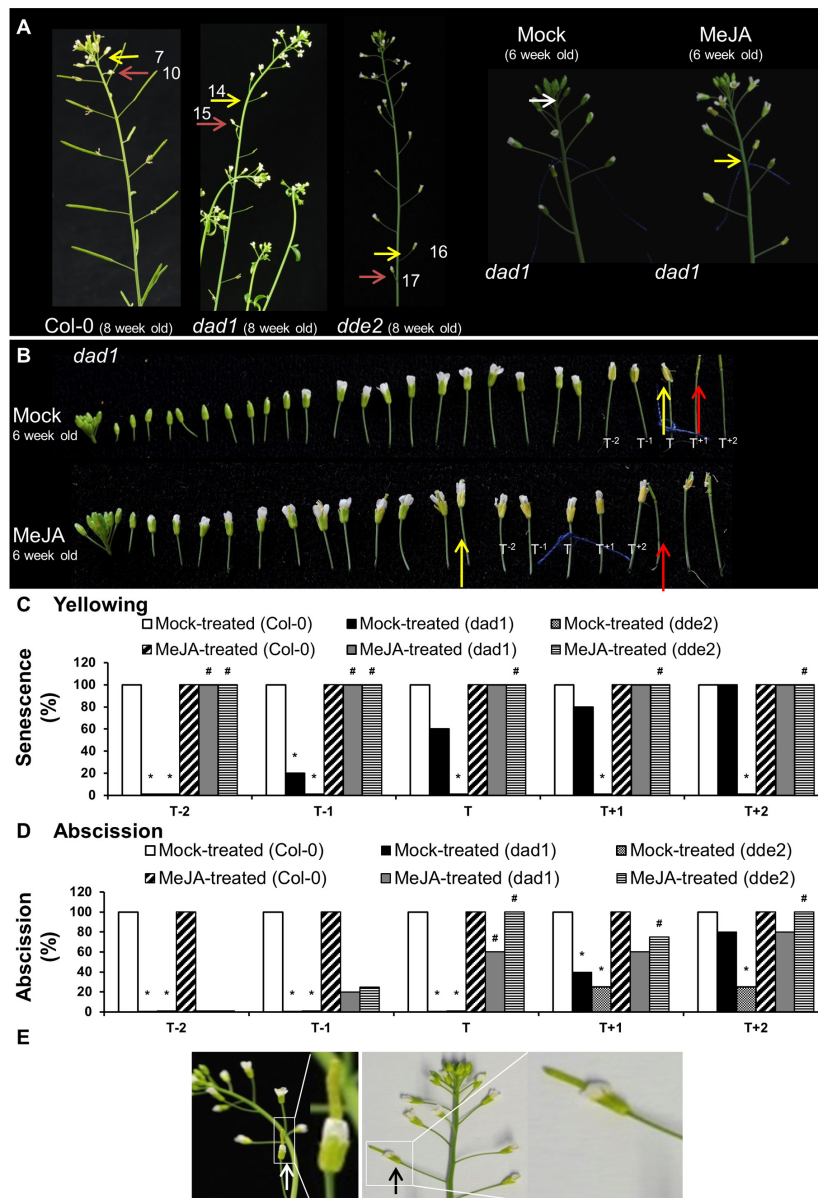 A
Mock
(6 week old)
MeJA
(6 week old)
7
10
14
15
16
17
dad1
dad1
Col-0 (8 week old)
dad1 (8 week old)
dde2 (8 week old)
B
dad1
Mock
6 week old
T-2 T-1 T T+1 T+2
MeJA
6 week old
T-2 T-1 T T+1 T+2
C Yellowing
Mock-treated (Col-0) Mock-treated (dad1) Mock-treated (dde2)
MeJA-treated (Col-0) MeJA-treated (dad1) MeJA-treated (dde2)
Senescence
(%)
120
100
80
60
40
20
0
# # # # # # #
* * * * * * *
T-2 T-1 T T+1 T+2
D Abscission
Mock-treated (Col-0) Mock-treated (dad1) Mock-treated (dde2)
MeJA-treated (Col-0) MeJA-treated (dad1) MeJA-treated (dde2)
Abscission
(%)
120
100
80
60
40
20
0
# # # #
* * * * * * * * *
T-2 T-1 T T+1 T+2
E